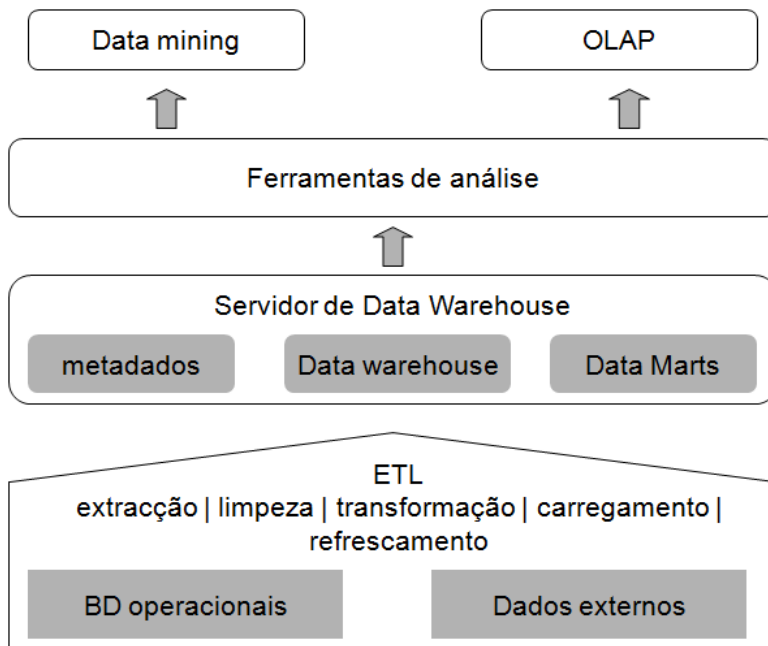 Data mining
OLAP
Ferramentas de análise
Servidor de Data Warehouse
metadados
Data warehouse
Data Marts
ETL
extracção | limpeza | transformação | carregamento |
refrescamento
BD operacionais
Dados externos